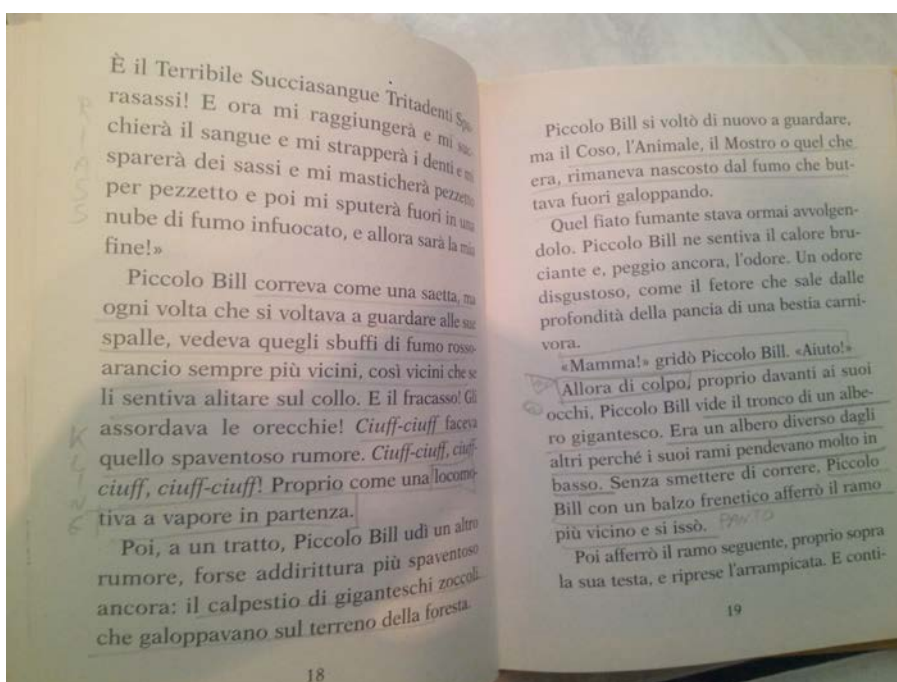 È il Terribile Succiasangue Tritadenti Spa-
rasassi! E ora mi raggiungerà e mi suc-
chierà il sangue e mi strapperà i denti e mi
sparerà dei sassi e mi masticherà pezzetto
per pezzetto e poi mi sputerà fuori in una
nube di fumo infuocato, e allora sarà la mia
fine!»
Piccolo Bill correva come una saetta, ma
ogni volta che si voltava a guardare alle sue
spalle, vedeva quegli sbuffi di fumo rosso-
arancio sempre più vicini, così vicini che se
li sentiva alitare sul collo. E il fracasso! Gli
assordava le orecchie! Ciuff-ciuff faceva
quello spaventoso rumore. Ciuff-ciuff, ciuff-
ciuff, ciuff-ciuff! Proprio come una locomo-
tiva a vapore in partenza.
Poi, a un tratto, Piccolo Bill udì un altro
rumore, forse addirittura più spaventoso
ancora: il calpestio di giganteschi zoccoli
che galoppavano sul terreno della foresta.
18
KLINE
Piccolo Bill si voltò di nuovo a guardare,
ma il Coso, l'Animale, il Mostro o quel che
era, rimaneva nascosto dal fumo che but-
tava fuori galoppando.
Quel fiato fumante stava ormai avvolgen-
dolo. Piccolo Bill ne sentiva il calore bru-
ciante e, peggio ancora, l'odore. Un odore
disgustoso, come il fetore che sale dalle
profondità della pancia di una bestia carni-
vora.
«Mamma!» gridò Piccolo Bill. «Aiuto!»
Allora di colpo, proprio davanti ai suoi
occhi, Piccolo Bill vide il tronco di un albe-
ro gigantesco. Era un albero diverso dagli
altri perché i suoi rami pendevano molto in
basso. Senza smettere di correre, Piccolo
Bill con un balzo frenetico afferrò il ramo
più vicino e si issò.
Poi afferrò il ramo seguente, proprio sopra
la sua testa, e riprese l'arrampicata. E conti-
19